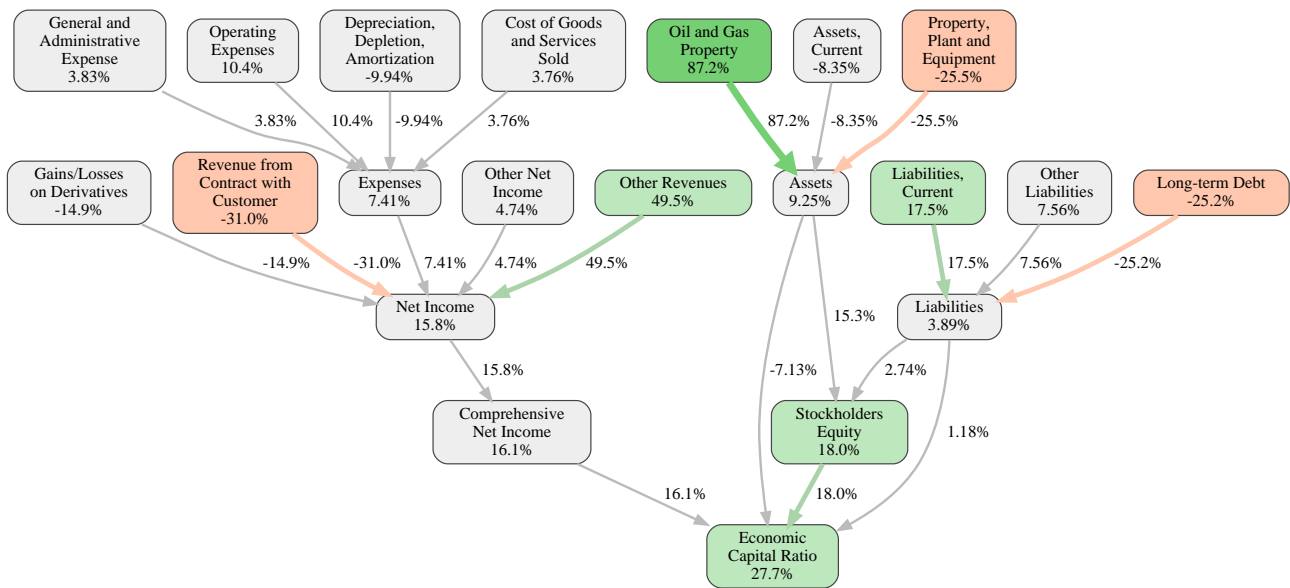 General and
Administrative
Expense
3.83%
Operating
Expenses
10.4%
Depreciation,
Depletion,
Amortization
-9.94%
Cost of Goods
and Services
Sold
3.76%
Oil and Gas
Property
87.2%
Assets,
Current
-8.35%
Property,
Plant and
Equipment
-25.5%
3.83%
10.4%
-9.94%
3.76%
87.2%
-8.35%
-25.5%
Gains/Losses
on Derivatives
-14.9%
Revenue from
Contract with
Customer
-31.0%
Expenses
7.41%
Other Net
Income
4.74%
Other Revenues
49.5%
Assets
9.25%
Liabilities,
Current
17.5%
Other
Liabilities
7.56%
Long-term Debt
-25.2%
-14.9%
-31.0%
7.41%
4.74%
49.5%
17.5%
7.56%
-25.2%
Net Income
15.8%
Liabilities
3.89%
15.8%
-7.13%
15.3%
2.74%
1.18%
Comprehensive
Net Income
16.1%
Stockholders
Equity
18.0%
16.1%
18.0%
Economic
Capital Ratio
27.7%